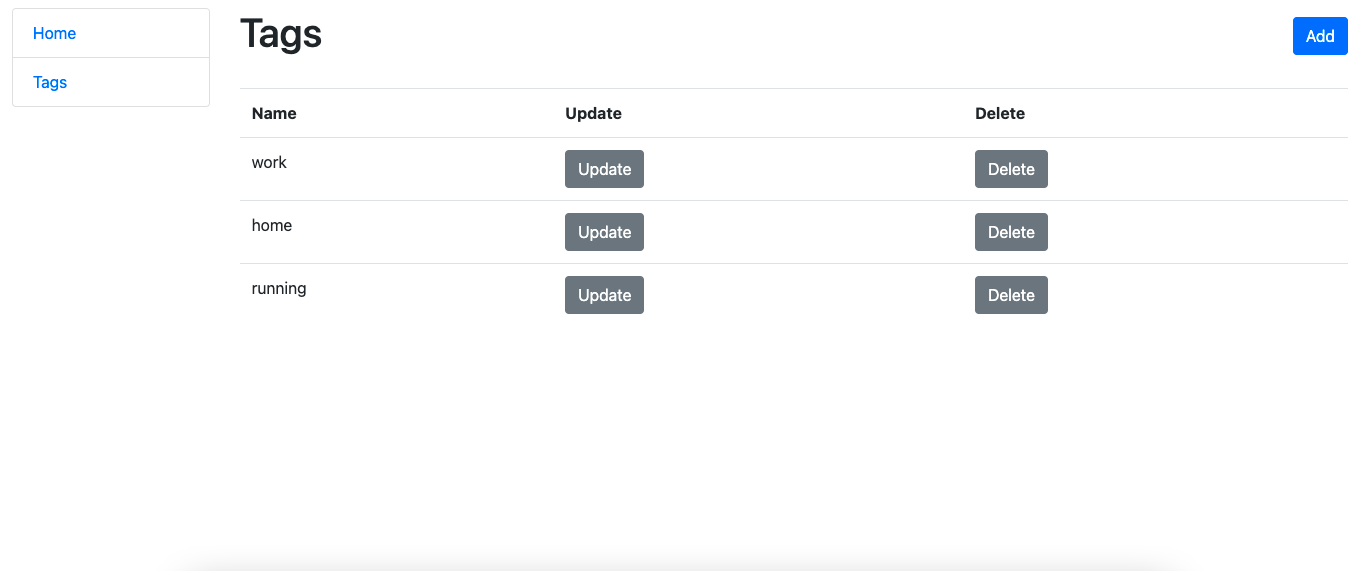 Home
Tags
Tags
Add
Name Update Delete
work Update Delete
home Update Delete
running Update Delete